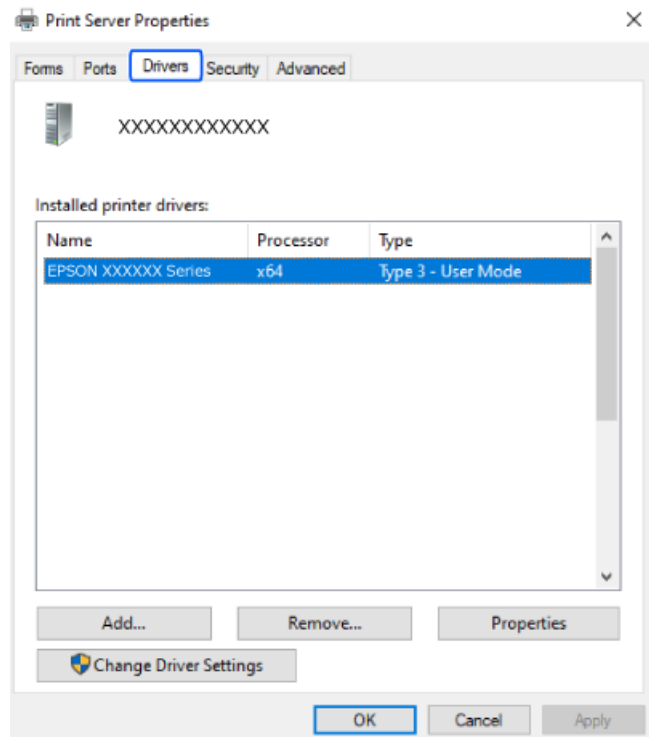 Print Server Properties
Forms Ports Drivers Security Advanced
XXXXXXXXXXXX
Installed printer drivers:
Name Processor Type
EPSON XXXXXX Series x64 Type 3 - User Mode
Add... Remove... Properties
Change Driver Settings
OK Cancel Apply